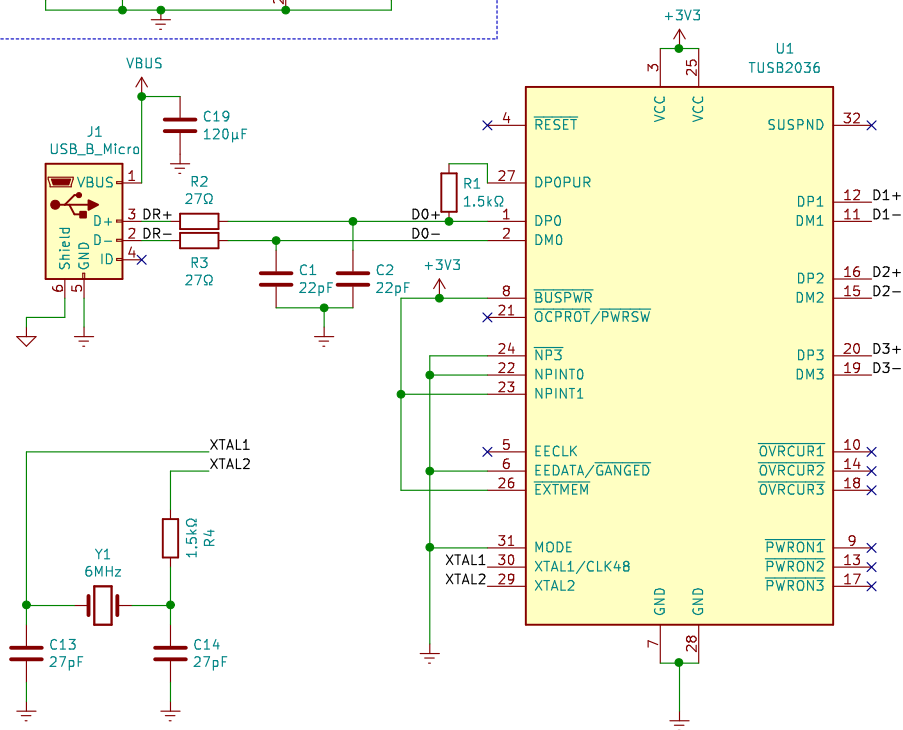 +3V3
U1
TUSB2036
3
25
VCC
VCC
VBUS
C19
120µF
J1
USB_B_Micro
VBUS
1
D+
3
DR+
D-
2
DR-
ID
4
Shield
GND
6
5
R2
27Ω
R3
27Ω
C1
22pF
C2
22pF
R1
1.5kΩ
D0+
D0-
+3V3
4
RESET
27
DP0PUR
1
DP0
2
DM0
8
BUSPWR
21
OCPROT/PWRSW
24
NP3
22
NPINT0
23
NPINT1
5
EECLK
6
EEDATA/GANGED
26
EXTMEM
31
MODE
XTAL1
30
XTAL1/CLK48
XTAL2
29
XTAL2
SUSPND
32
DP1
12
D1+
DM1
11
D1-
DP2
16
D2+
DM2
15
D2-
DP3
20
D3+
DM3
19
D3-
OVRCUR1
10
OVRCUR2
14
OVRCUR3
18
PWRON1
9
PWRON2
13
PWRON3
17
GND
GND
7
28
XTAL1
XTAL2
1.5kΩ
R4
Y1
6MHz
C13
27pF
C14
27pF